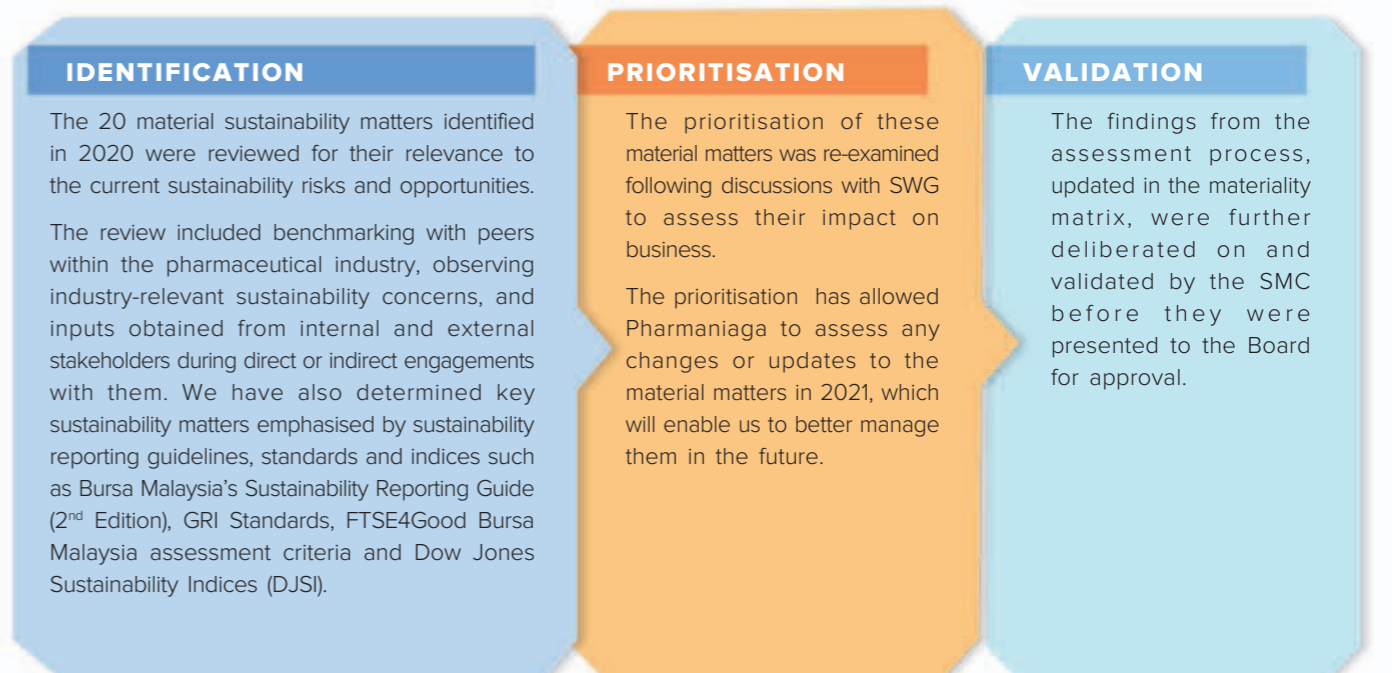 IDENTIFICATION
The 20 material sustainability matters identified
in 2020 were reviewed for their relevance to
the current sustainability risks and opportunities.
The review included benchmarking with peers
within the pharmaceutical industry, observing
industry-relevant sustainability concerns, and
inputs obtained from internal and external
stakeholders during direct or indirect engagements
with them. We have also determined key
sustainability matters emphasised by sustainability
reporting guidelines, standards and indices such
as Bursa Malaysia’s Sustainability Reporting Guide
(2nd Edition), GRI Standards, FTSE4Good Bursa
Malaysia assessment criteria and Dow Jones
Sustainability Indices (DJSI).
PRIORITISATION
The prioritisation of these
material matters was re-examined
following discussions with SWG
to assess their impact on
business.
The prioritisation has allowed
Pharmaniaga to assess any
changes or updates to the
material matters in 2021, which
will enable us to better manage
them in the future.
VALIDATION
The findings from the
assessment process,
updated in the materiality
matrix, were further
deliberated on and
validated by the SMC
before they were
presented to the Board
for approval.